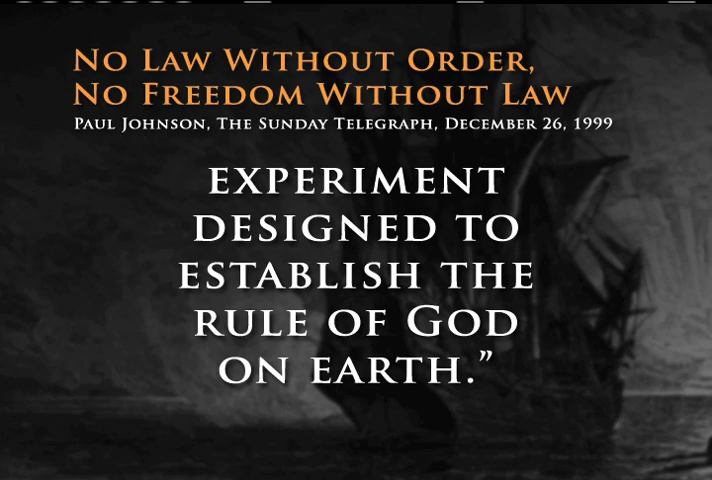 No Law Without Order,
No Freedom Without Law
Paul Johnson, The Sunday Telegraph, December 26, 1999
experiment
designed to
establish the
rule of God
on earth.”